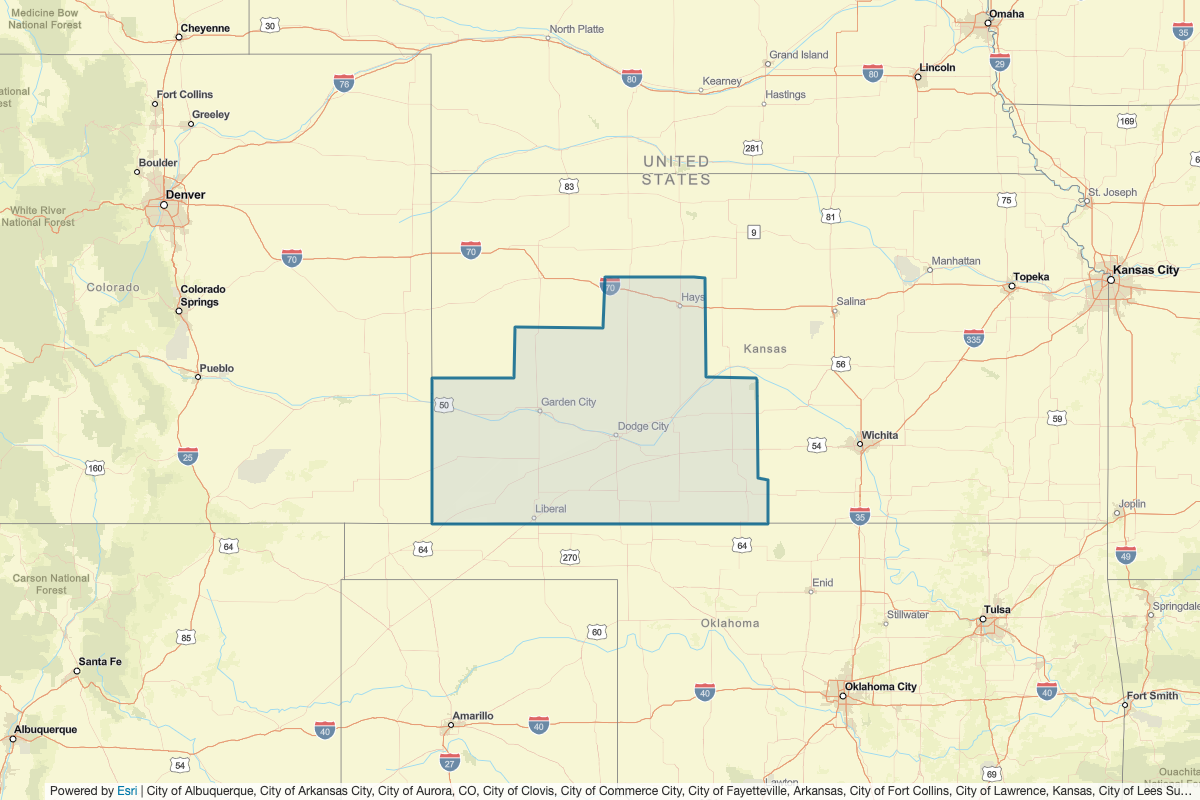 Medicine Bow
National Forest
30
Cheyenne
North Platte
Omaha
35
Grand Island
29
Lincoln
80
80
76
Kearney
Hastings
Fort Collins
Greeley
169
281
Boulder
UNITED
STATES
83
St. Joseph
75
Denver
White River
National Forest
81
9
70
70
Manhattan
Kansas City
Topeka
Colorado
Colorado
Springs
70
Hays
Salina
335
Kansas
56
Pueblo
50
Garden City
59
Dodge City
Wichita
54
25
160
Liberal
35
Joplin
64
64
64
270
49
Carson National
Forest
Enid
Springdale
Stillwater
Tulsa
Oklahoma
60
85
Santa Fe
40
Oklahoma City
40
Fort Smith
Amarillo
40
40
Albuquerque
54
27
69
Powered by Esri | City of Albuquerque, City of Arkansas City, City of Aurora, CO, City of Clovis, City of Commerce City, City of Fayetteville, Arkansas, City of Fort Collins, City of Lawrence, Kansas, City of Lees Su...